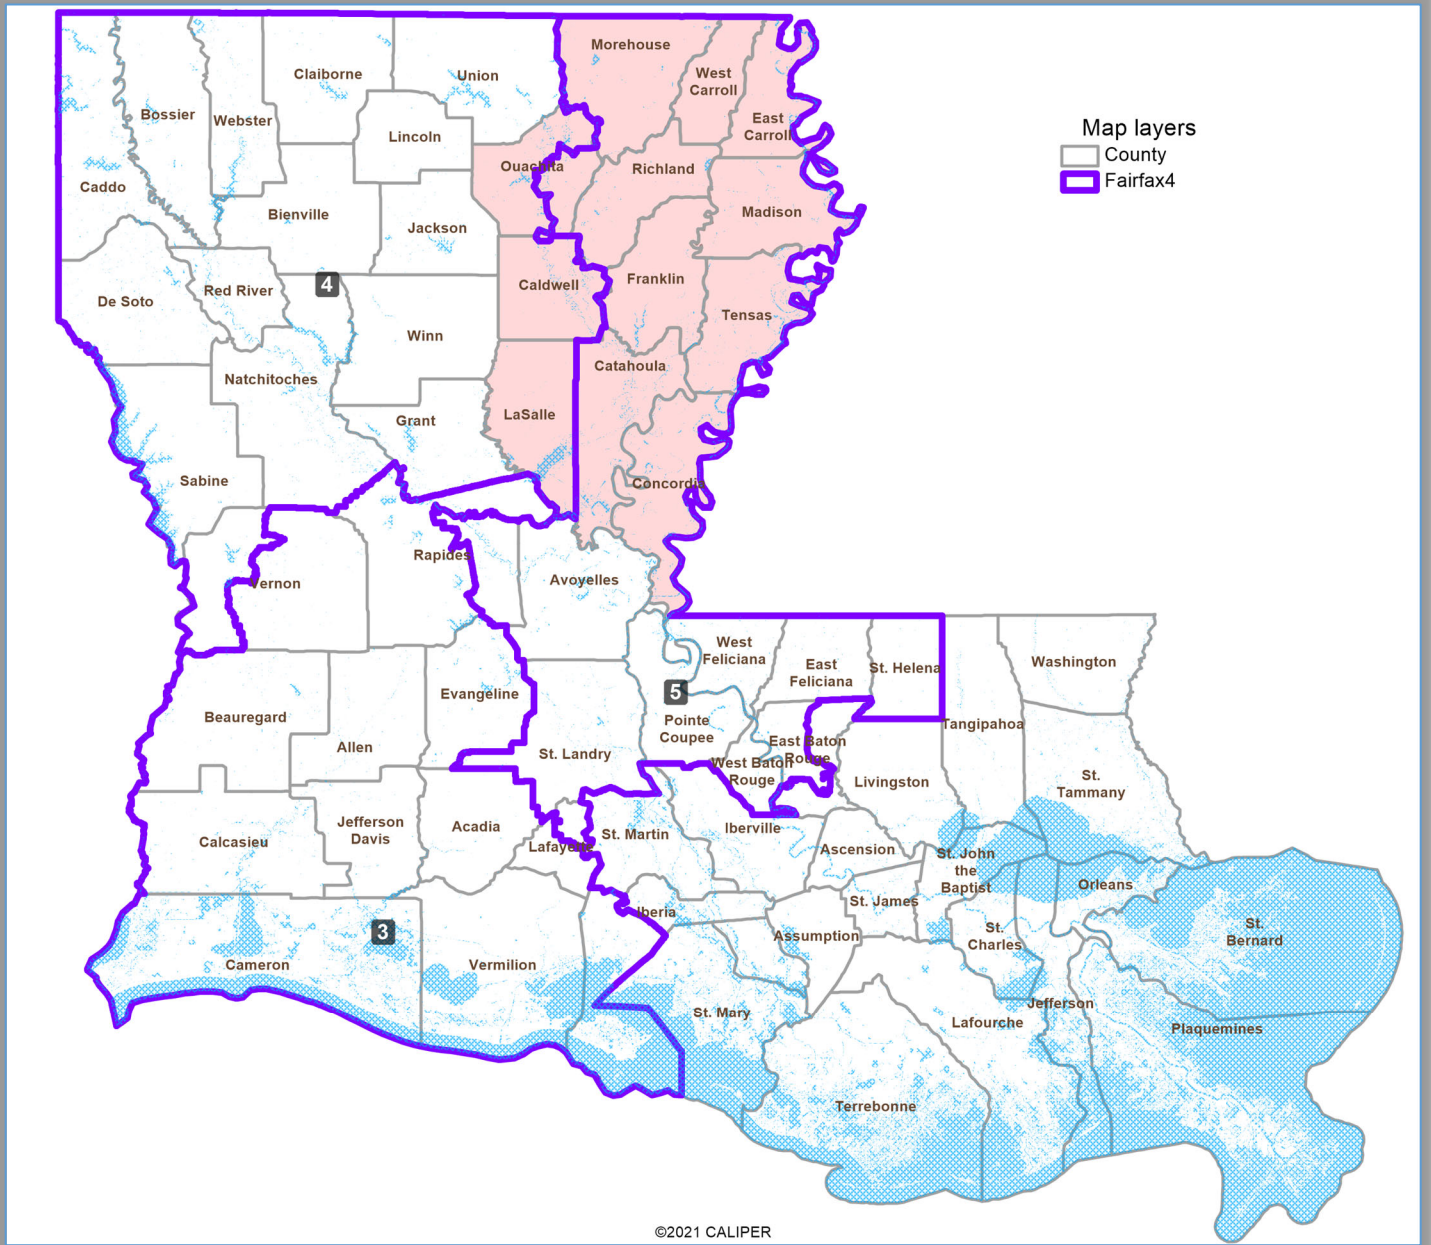 Map layers
County
Fairfax4
Morehouse
West
Carroll
Claiborne
Union
Bossier
Webster
East
Carroll
Lincoln
Ouachita
Richland
Caddo
Bienville
Madison
Jackson
4
De Soto
Red River
Caldwell
Franklin
Tensas
Winn
Catahoula
Natchitoches
LaSalle
Grant
Sabine
Concordia
Vernon
Rapides
Avoyelles
West
Feliciana
East
Feliciana
St. Helena
Washington
5
Evangeline
Beauregard
Pointe
Coupee
Tangipahoa
Allen
St. Landry
East Baton
Rouge
West Baton
Rouge
Livingston
St.
Tammany
Calcasieu
Jefferson
Davis
Acadia
St. Martin
Iberville
Lafayette
Ascension
St. John
the
Baptist
Orleans
Iberia
St. James
3
Assumption
St.
Charles
St.
Bernard
Cameron
Vermilion
St. Mary
Jefferson
Lafourche
Plaquemines
Terrebonne
©2021 CALIPER